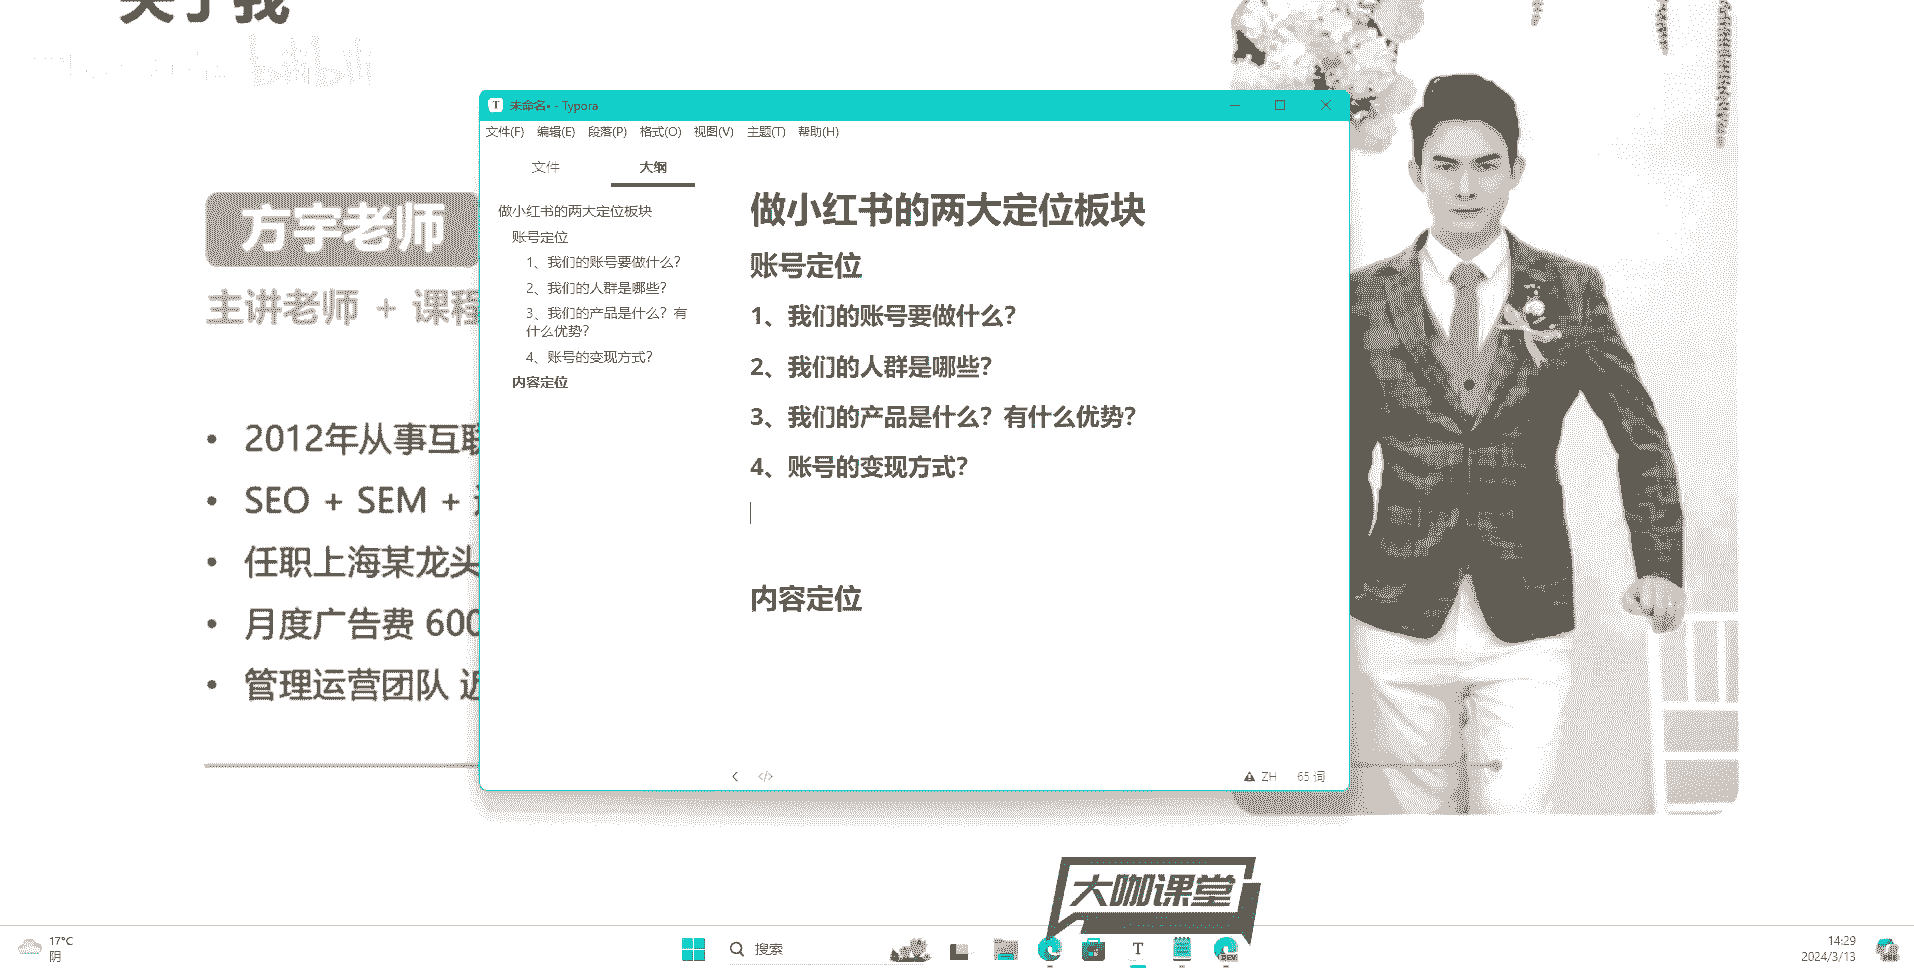 关于我
bilibili
方宇老师
主讲老师 + 课程
2012年从事互联
SEO + SEM +
任职上海某龙头
月度广告费 600
管理运营团队 近
未命名• - Typora
文件(F) 编辑(E) 段落(P) 格式(O) 视图(V) 主题(T) 帮助(H)
文件 大纲
做小红书的两大定位板块
账号定位
1、我们的账号要做什么?
2、我们的人群是哪些?
3、我们的产品是什么? 有
什么优势?
4、账号的变现方式?
内容定位
做小红书的两大定位板块
账号定位
1、我们的账号要做什么?
2、我们的人群是哪些?
3、我们的产品是什么? 有什么优势?
4、账号的变现方式?
内容定位
ZH 65 词
大咖课堂
17°C
阴
搜索
T
DEV
14:29
2024/3/13
PRE